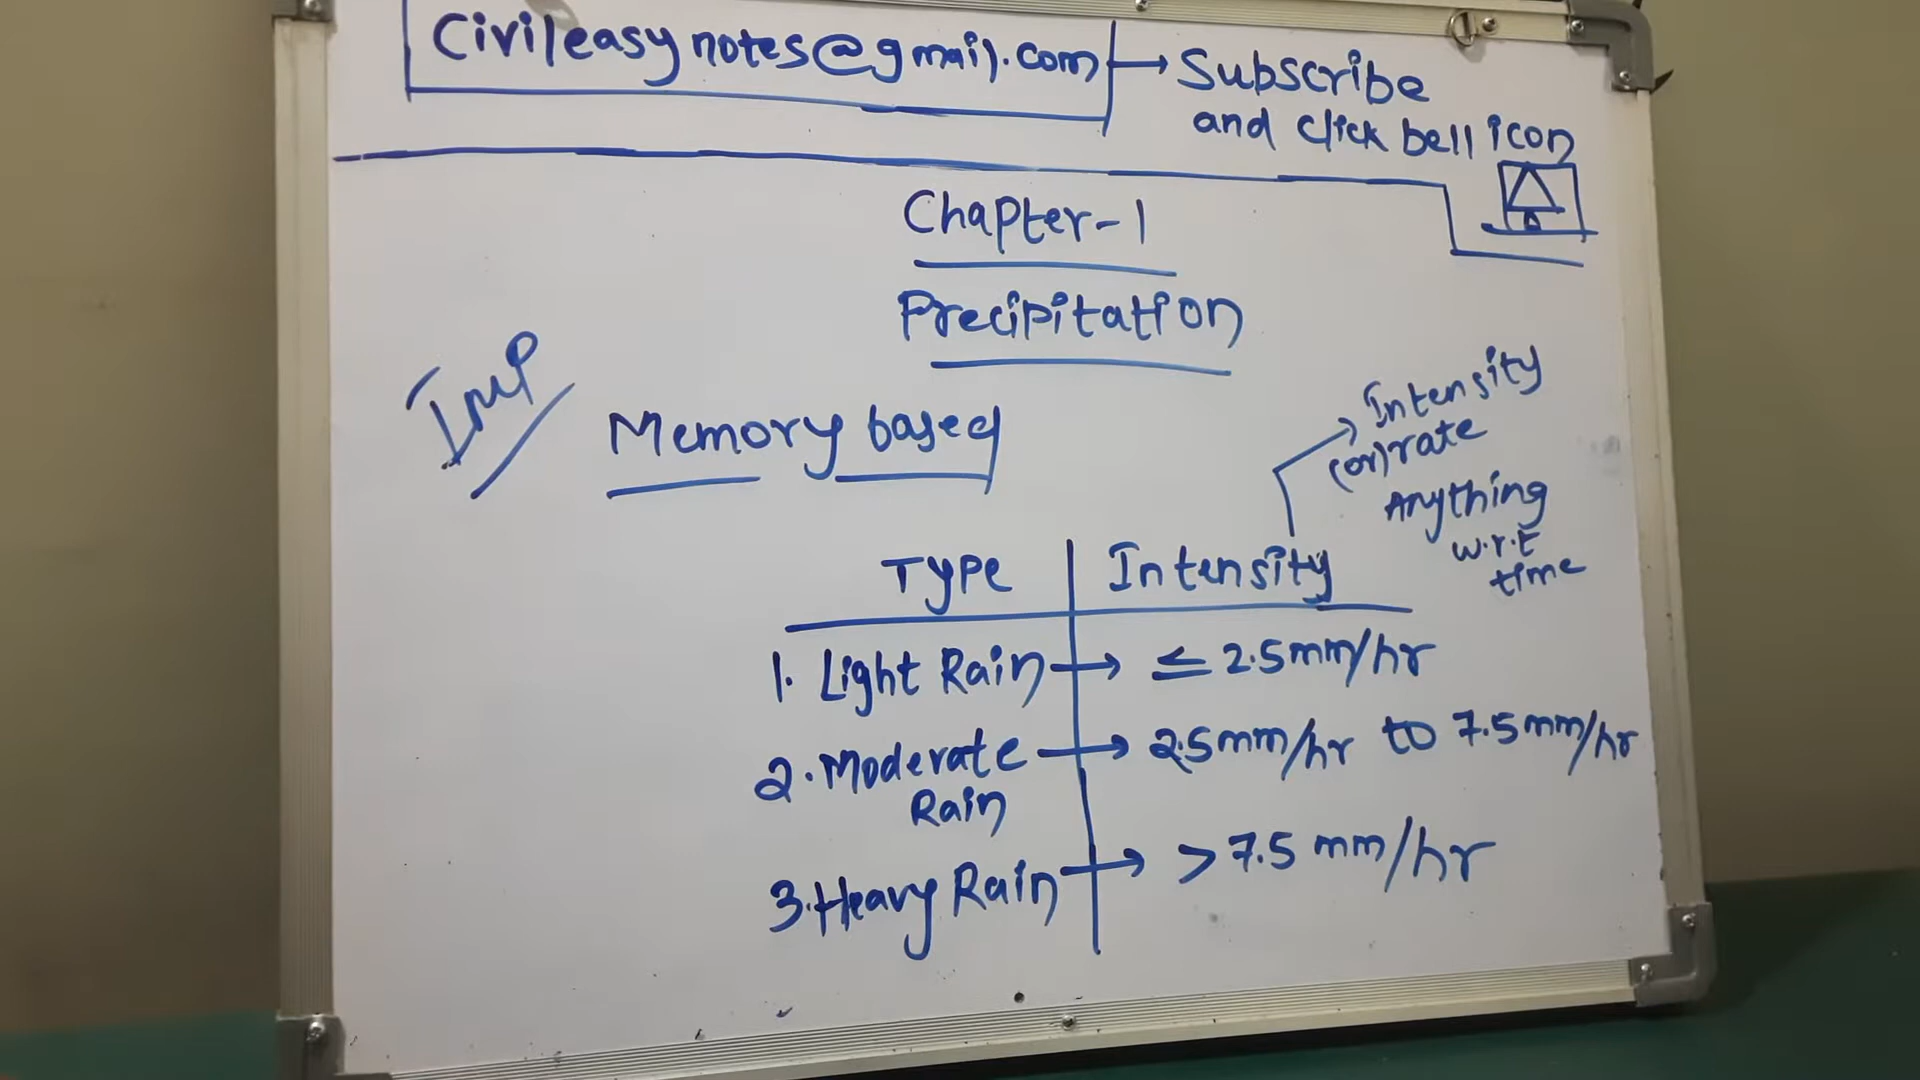 Civileasynotes@gmail.com → Subscribe
and click bell icon
Chapter-1
Precipitation
Imp
Memory based
Intensity
(or) rate
Anything
w.r.t
time
Type | Intensity
1. Light Rain → ≤ 2.5mm/hr
2. Moderate → 2.5mm/hr to 7.5mm/hr
Rain
3. Heavy Rain → > 7.5 mm/hr